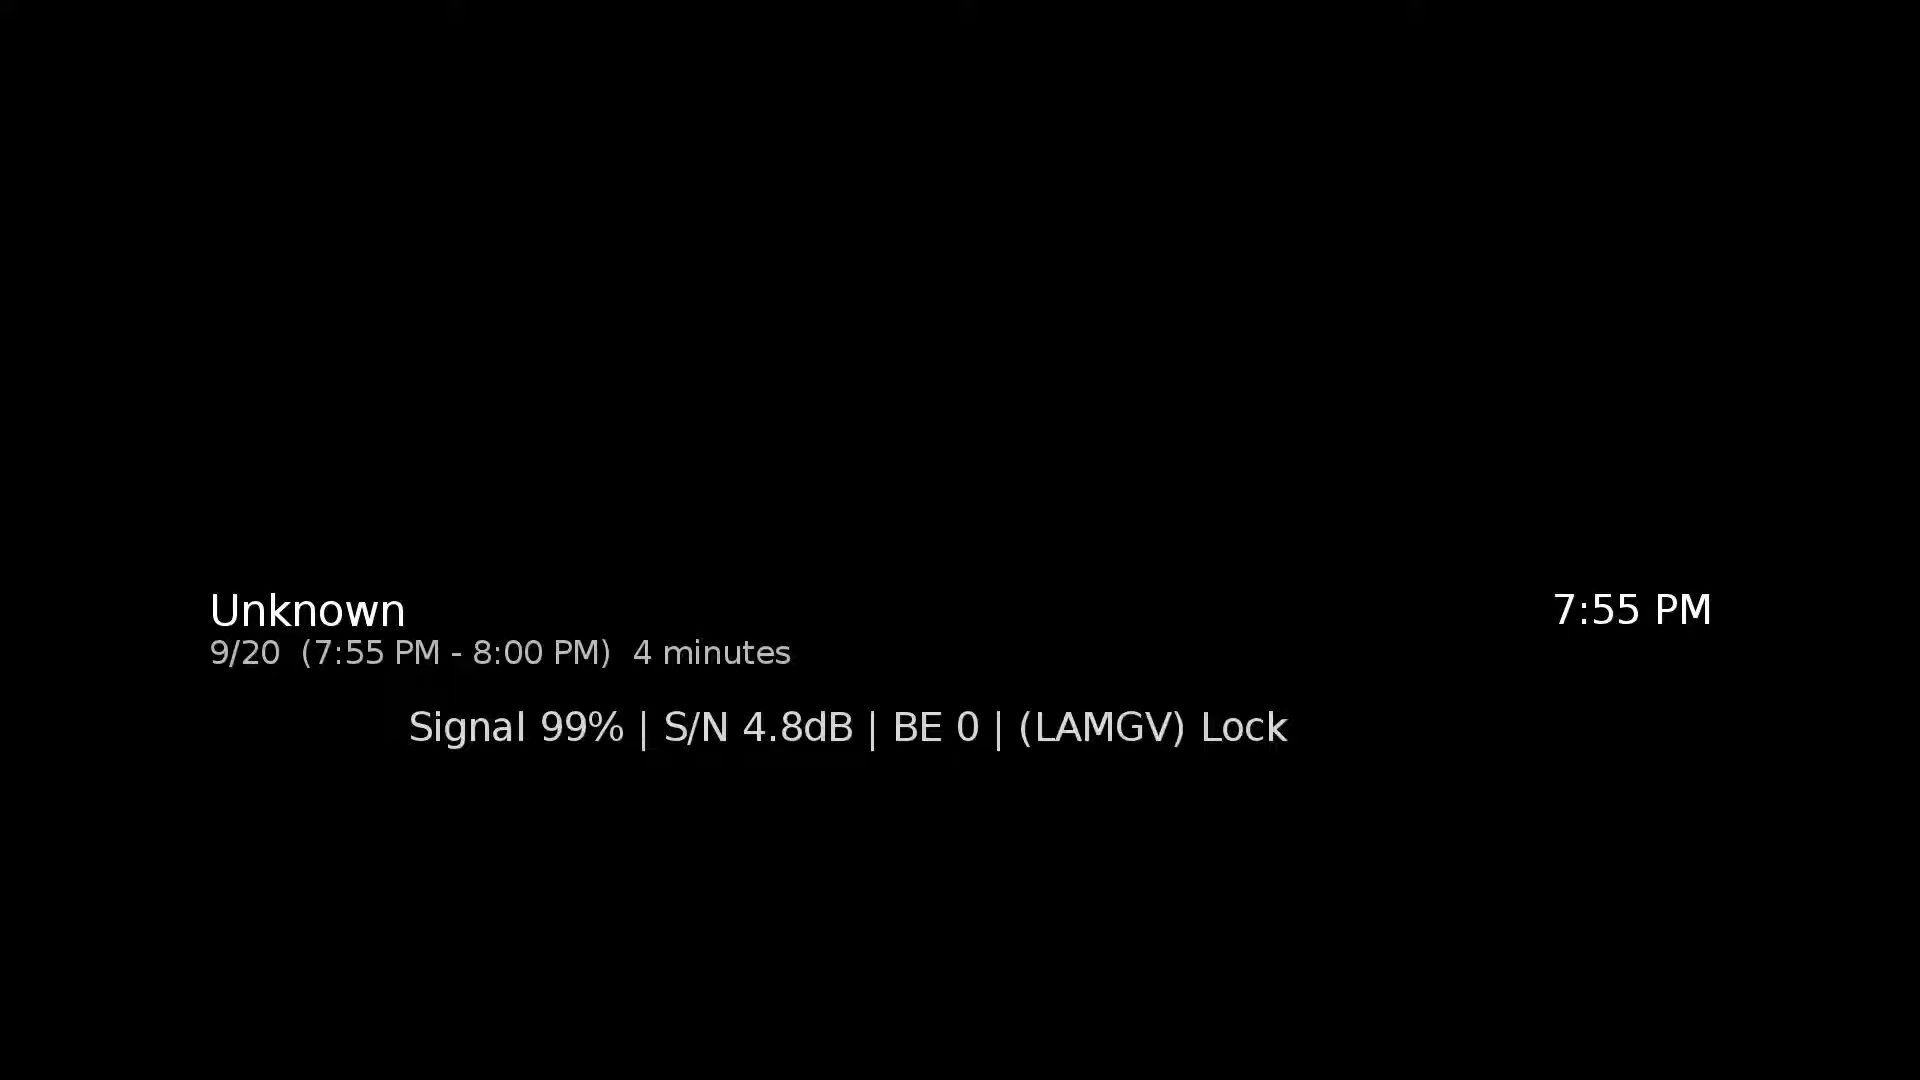 Unknown
7:55 PM
9/20 (7:55 PM - 8:00 PM) 4 minutes
Signal 99% | S/N 4.8dB | BE 0 | (LAMGV) Lock